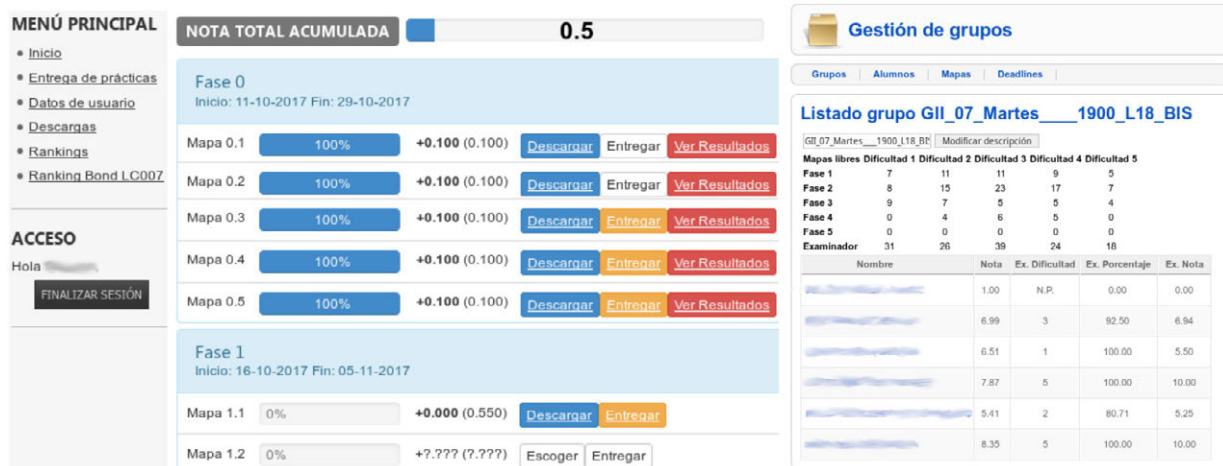 MENÚ PRINCIPAL
Inicio
Entrega de prácticas
Datos de usuario
Descargas
Rankings
Ranking Bond LC007
ACCESO
Hola
FINALIZAR SESIÓN
NOTA TOTAL ACUMULADA 0.5
Fase 0
Inicio: 11-10-2017 Fin: 29-10-2017
Mapa 0.1 100% +0.100 (0.100) Descargar Entregar Ver Resultados
Mapa 0.2 100% +0.100 (0.100) Descargar Entregar Ver Resultados
Mapa 0.3 100% +0.100 (0.100) Descargar Entregar Ver Resultados
Mapa 0.4 100% +0.100 (0.100) Descargar Entregar Ver Resultados
Mapa 0.5 100% +0.100 (0.100) Descargar Entregar Ver Resultados
Fase 1
Inicio: 16-10-2017 Fin: 05-11-2017
Mapa 1.1 0% +0.000 (0.550) Descargar Entregar
Mapa 1.2 0% +?.??? (?.???) Escoger Entregar
Gestión de grupos
Grupos Alumnos Mapas Deadlines
Listado grupo GII_07_Martes____1900_L18_BIS
GII_07_Martes___1900_L18_BIS Modificar descripción
Mapas libres Dificultad 1 Dificultad 2 Dificultad 3 Dificultad 4 Dificultad 5
Fase 1 7 11 11 9 5
Fase 2 8 15 23 17 7
Fase 3 9 7 5 5 4
Fase 4 0 4 6 5 0
Fase 5 0 0 0 0 0
Examinador 31 26 39 24 18
Nombre Nota Ex. Dificultad Ex. Porcentaje Ex. Nota
1.00 N.P. 0.00 0.00
6.99 3 92.50 6.94
6.51 1 100.00 5.50
7.87 5 100.00 10.00
5.41 2 80.71 5.25
8.35 5 100.00 10.00